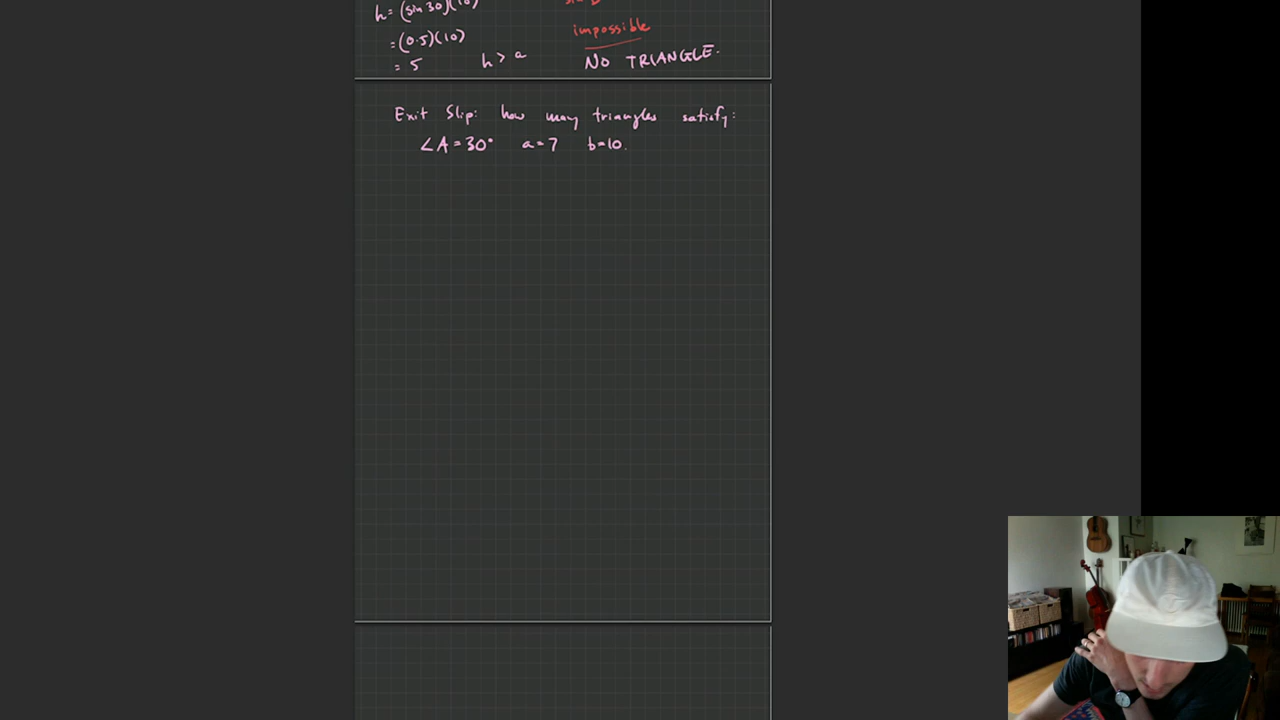 h = (sin 30)(10)
= (0.5)(10)
= 5 h > a
impossible
NO TRIANGLE.
Exit Slip: how many triangles satisfy:
∠A = 30° a = 7 b = 10.